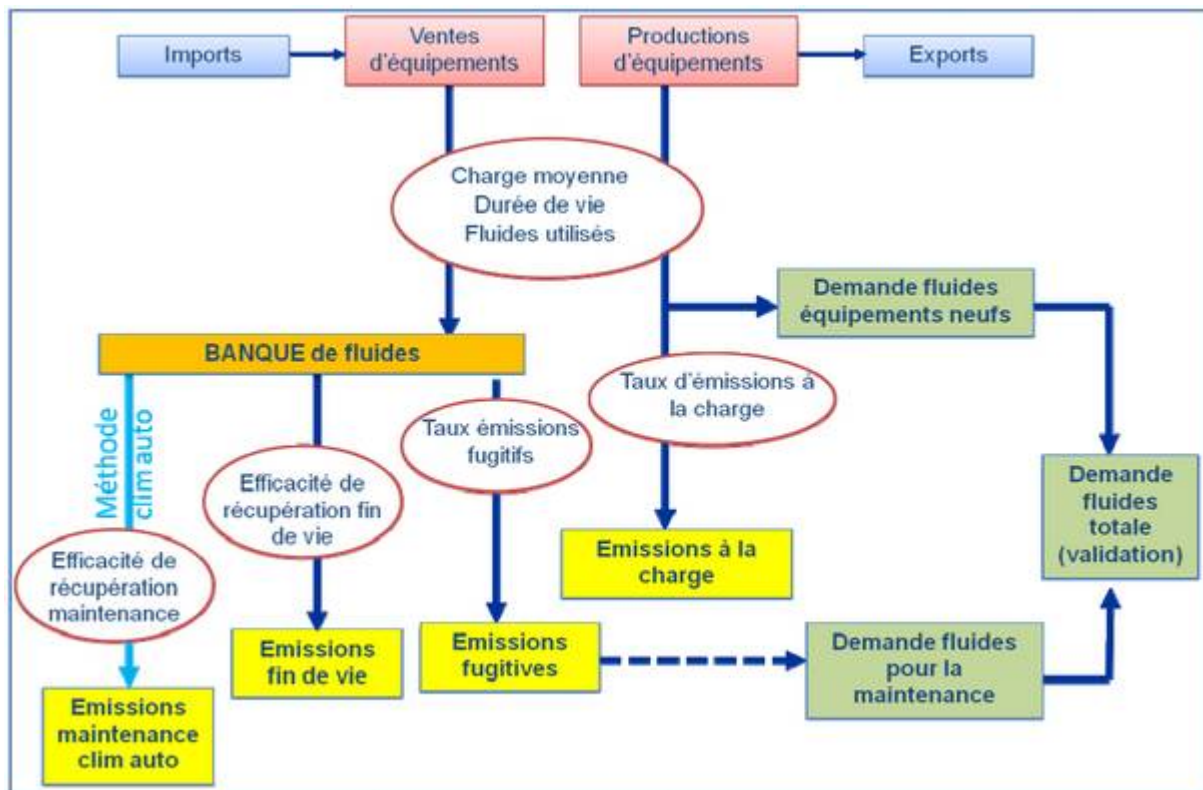 Imports
Ventes
d'équipements
Productions
d'équipements
Exports
Charge moyenne
Durée de vie
Fluides utilisés
Demande fluides
équipements neufs
BANQUE de fluides
Taux d'émissions à
la charge
Méthode
clim auto
Taux émissions
fugitifs
Efficacité de
récupération fin
de vie
Demande
fluides
totale
(validation)
Efficacité de
récupération
maintenance
Emissions à la
charge
Emissions
fin de vie
Emissions
fugitives
Demande fluides
pour la
maintenance
Emissions
maintenance
clim auto